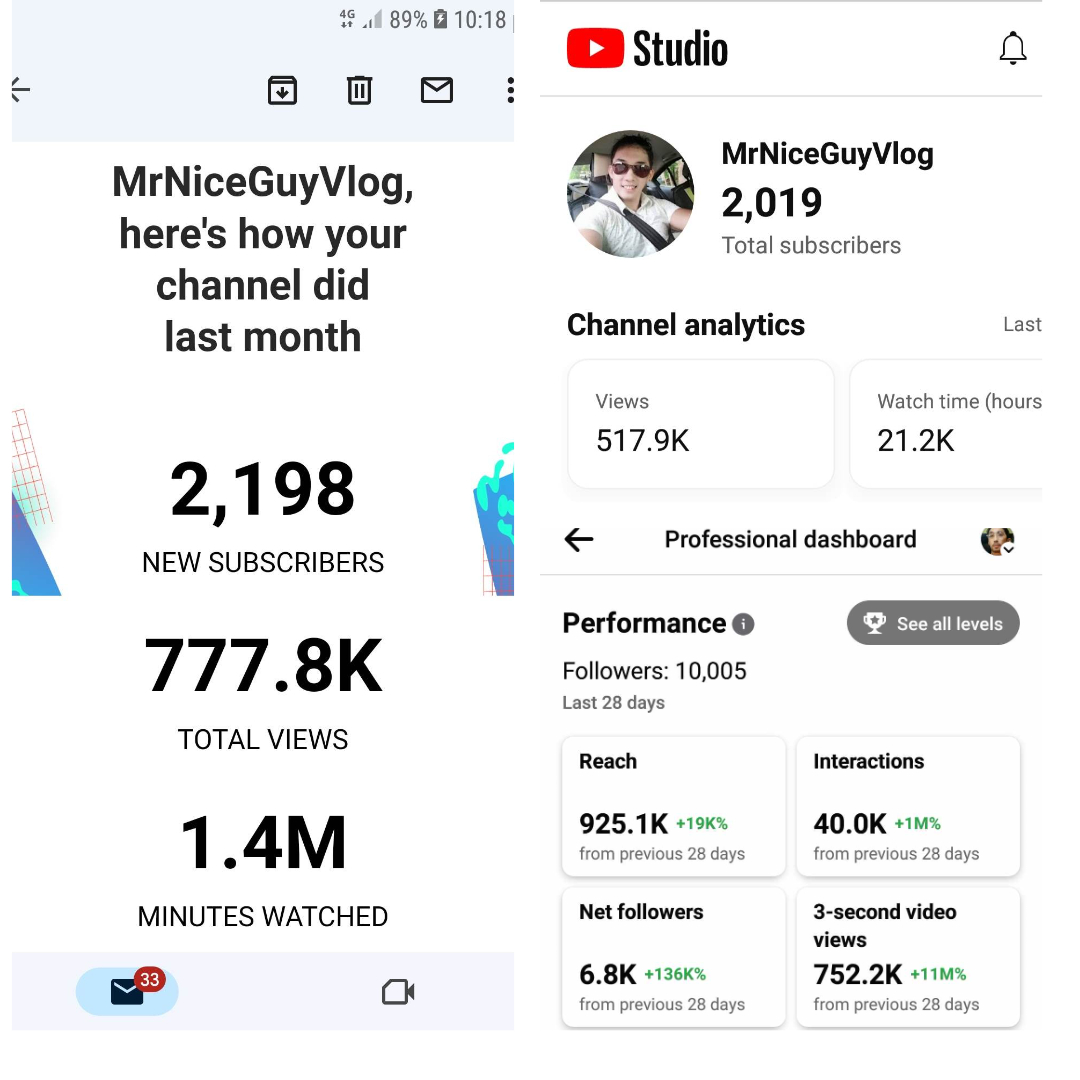 4G 89% 10:18
MrNiceGuyVlog,
here's how your
channel did
last month
2,198
NEW SUBSCRIBERS
777.8K
TOTAL VIEWS
1.4M
MINUTES WATCHED
33
Studio
MrNiceGuyVlog
2,019
Total subscribers
Channel analytics Last
Views
517.9K
Watch time (hours
21.2K
Professional dashboard
Performance
See all levels
Followers: 10,005
Last 28 days
Reach
925.1K +19K%
from previous 28 days
Interactions
40.0K +1M%
from previous 28 days
Net followers
6.8K +136K%
from previous 28 days
3-second video
views
752.2K +11M%
from previous 28 days